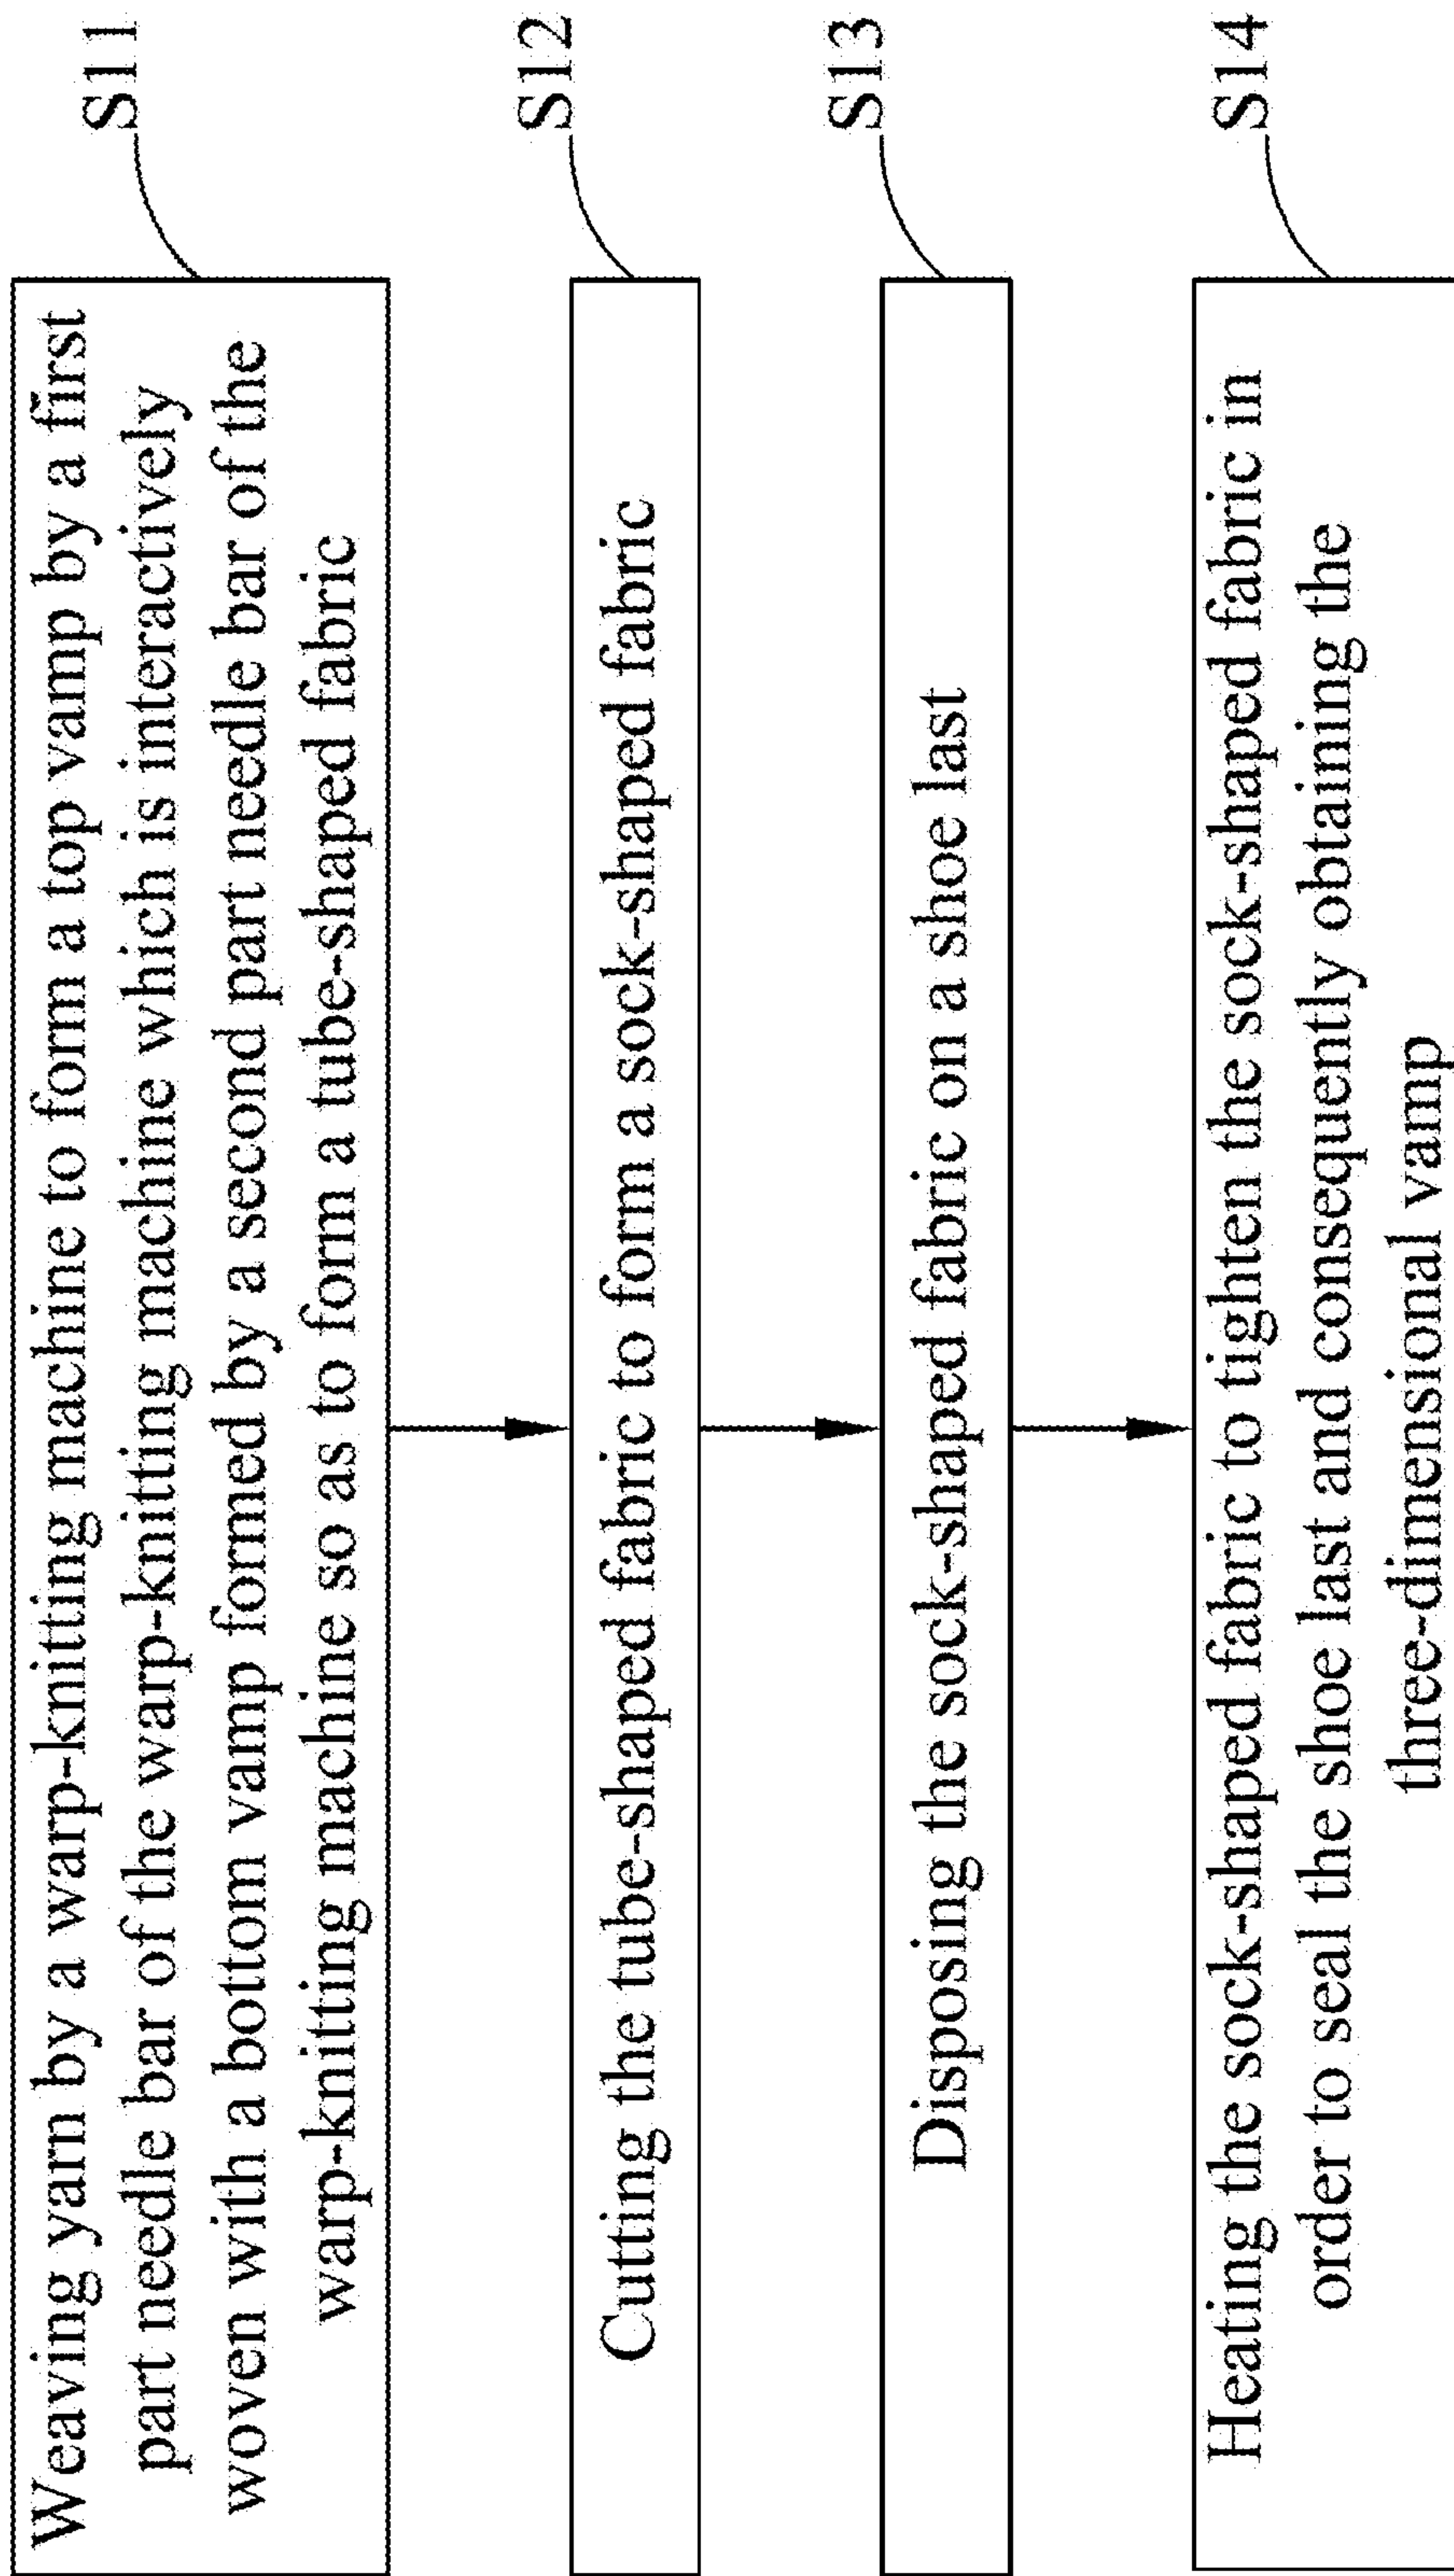 Weaving yarn by a warp-knitting machine to form a top vamp by a first
part needle bar of the warp-knitting machine which is interactively
woven with a bottom vamp formed by a second part needle bar of the
warp-knitting machine so as to form a tube-shaped fabric
S11
Cutting the tube-shaped fabric to form a sock-shaped fabric
S12
Disposing the sock-shaped fabric on a shoe last
S13
Heating the sock-shaped fabric to tighten the sock-shaped fabric in
order to seal the shoe last and consequently obtaining the
three-dimensional vamp
S14